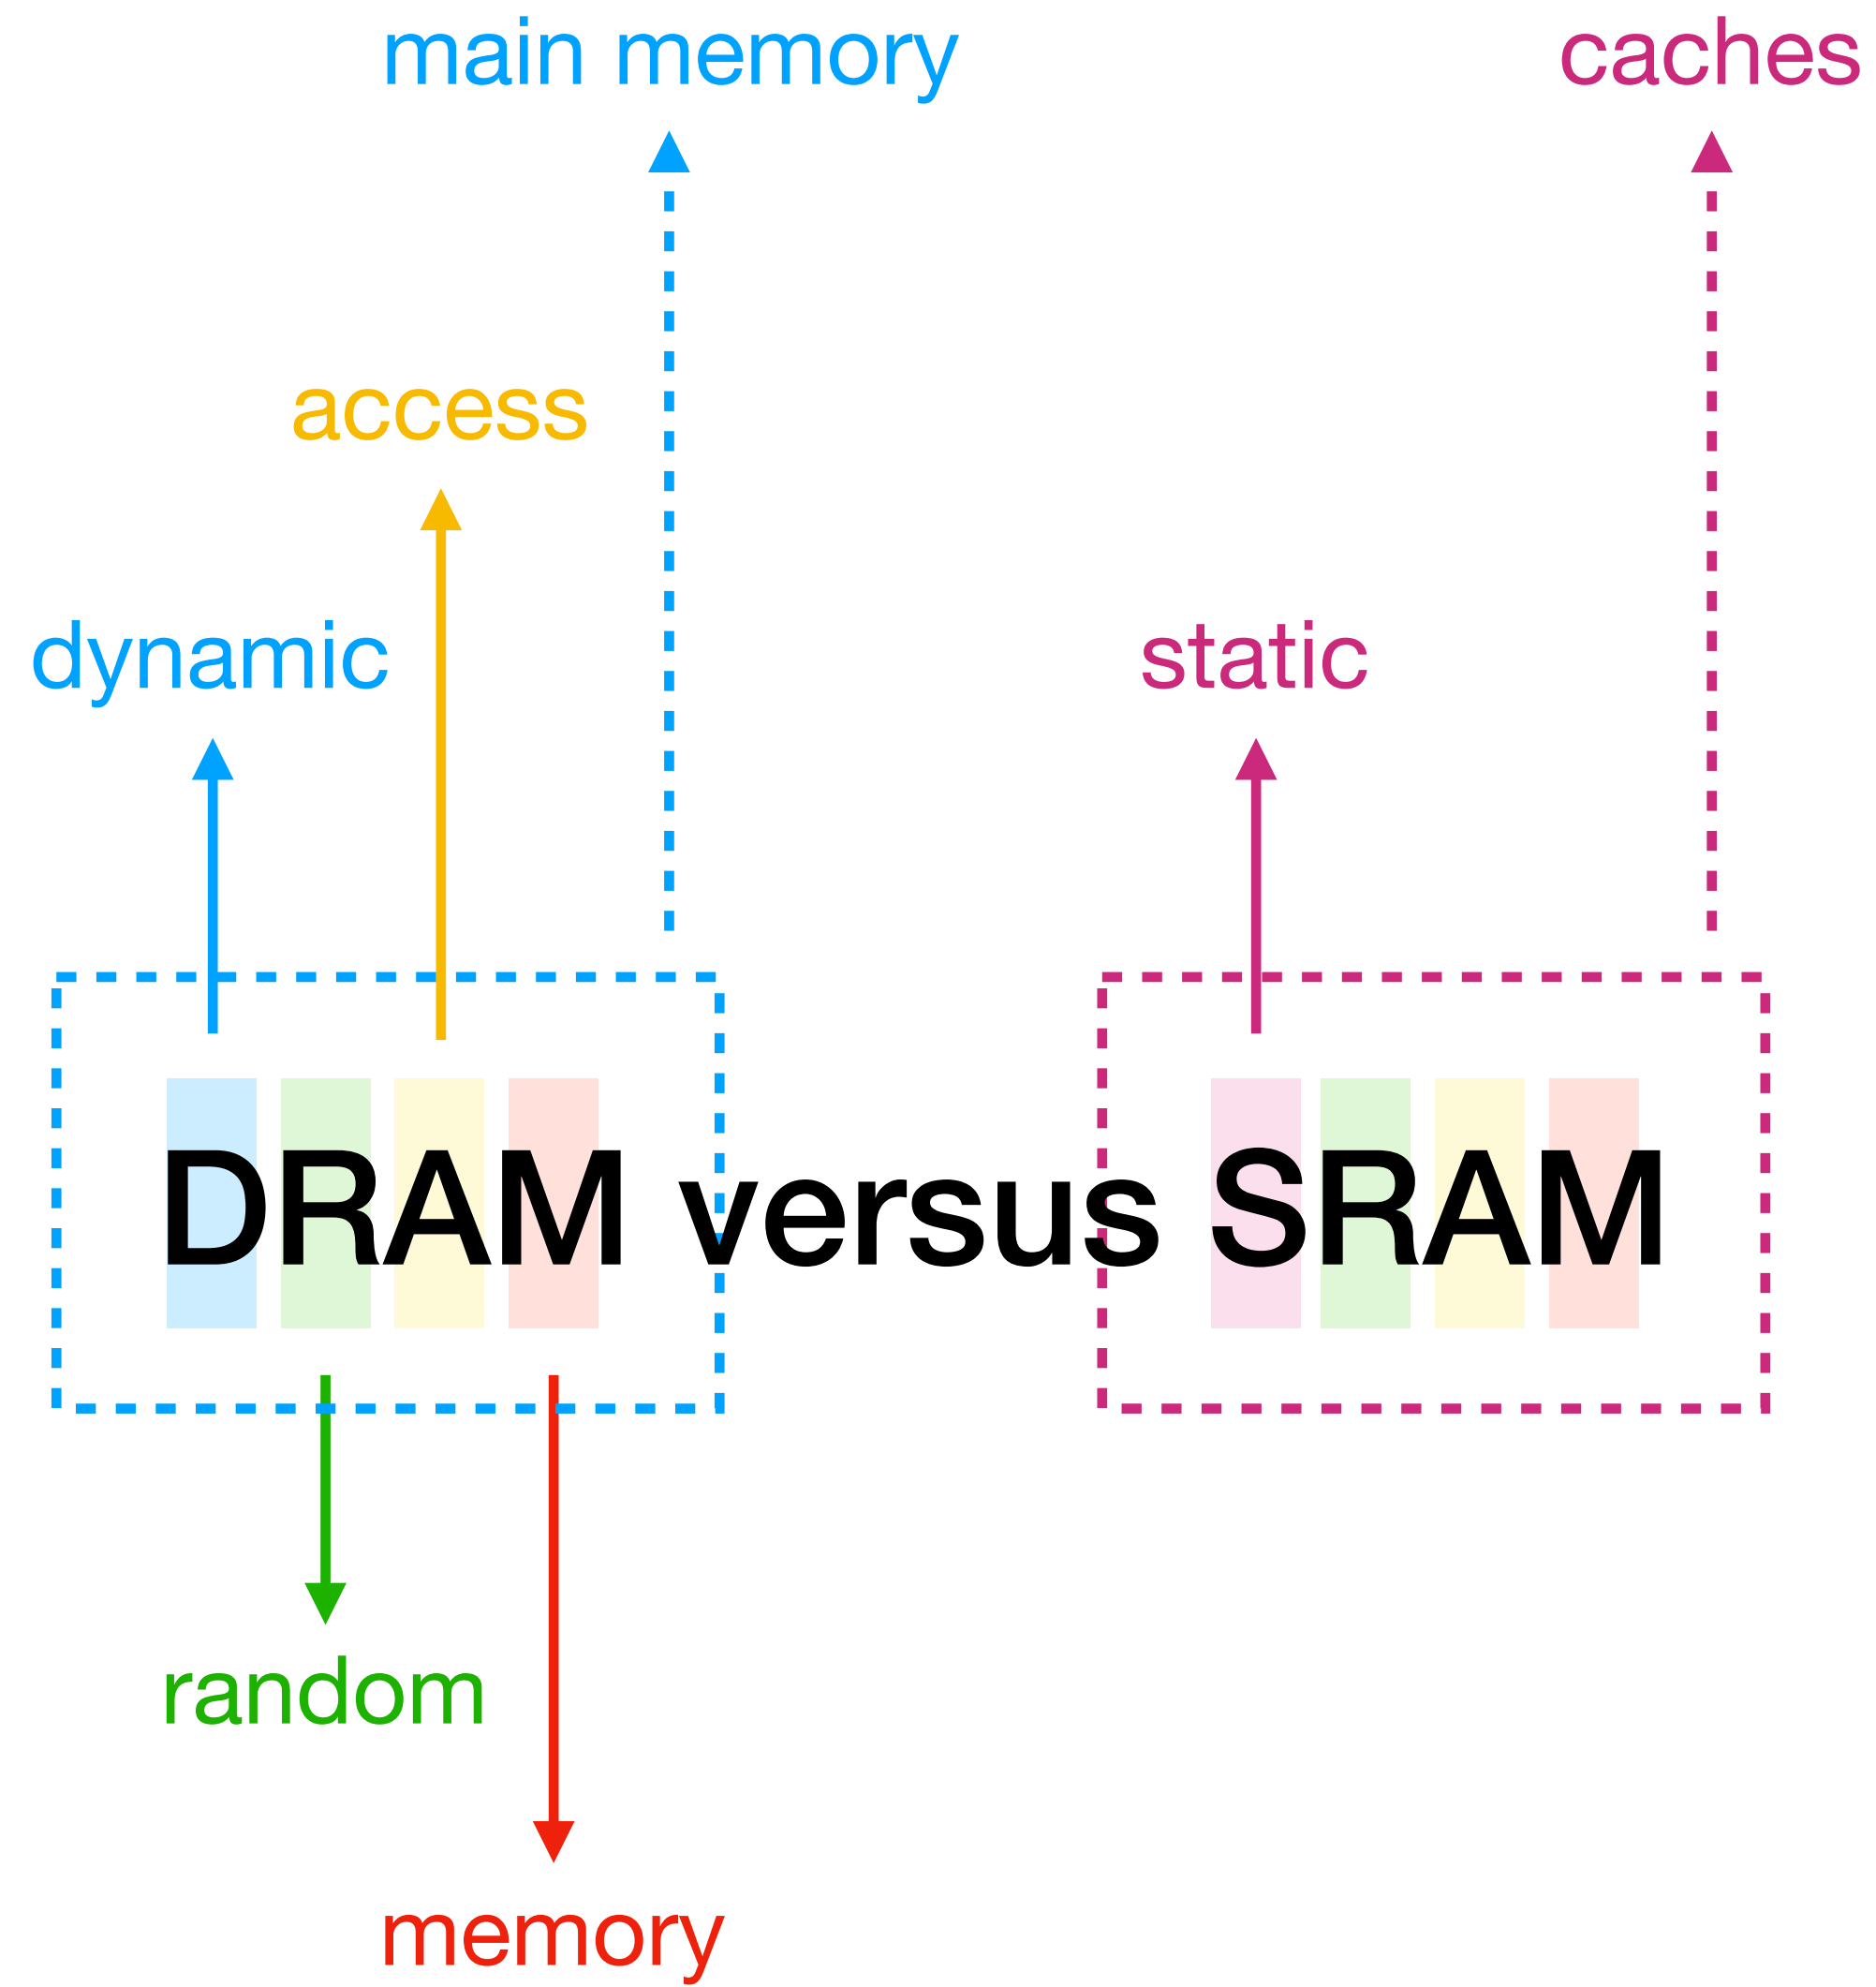 main memory
caches
access
dynamic
static
DRAM versus SRAM
random
memory